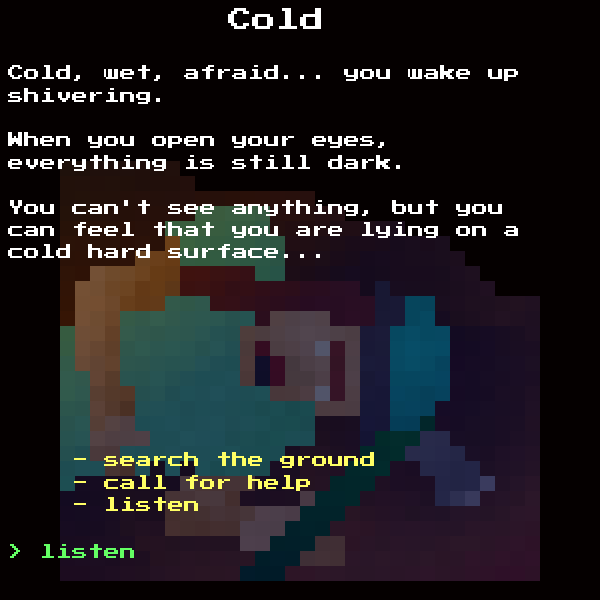 Cold
Cold, wet, afraid... you wake up
shivering.
When you open your eyes,
everything is still dark.
You can't see anything, but you
can feel that you are lying on a
cold hard surface...
- search the ground
- call for help
- listen
> listen